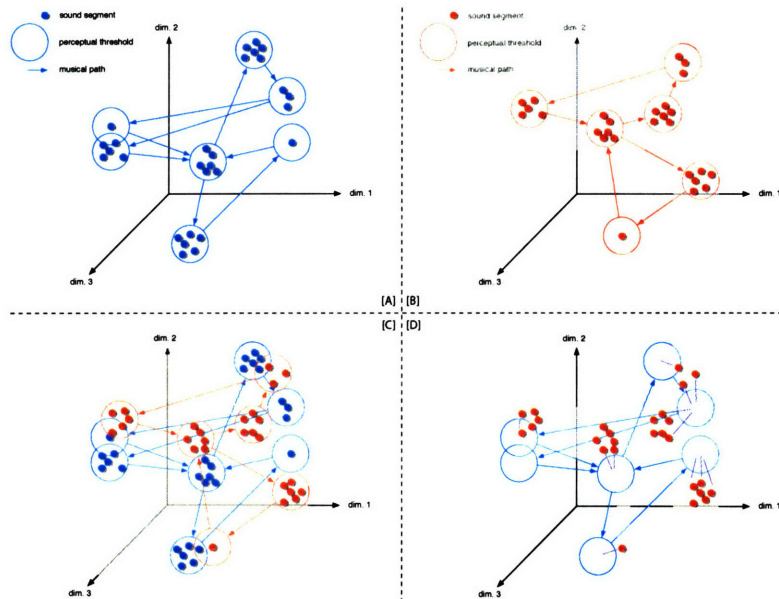 sound segment
perceptual threshold
musical path
dim. 2
dim. 1
dim. 3
[A]
sound segment
perceptual threshold
musical path
dim. 2
dim. 1
dim. 3
[B]
[C]
dim. 2
dim. 1
dim. 3
[D]
dim. 2
dim. 1
dim. 3